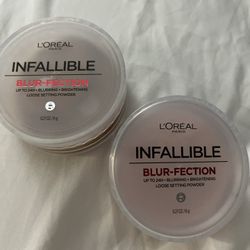 L'ORÉAL
PARIS
INFALLIBLE
BLUR-FECTION
UP TO 24H • BLURRING • BRIGHTENING
LOOSE SETTING POWDER
L'ORÉAL
PARIS
INFALLIBLE
BLUR-FECTION
UP TO 24H • BLURRING • BRIGHTENING
LOOSE SETTING POWDER